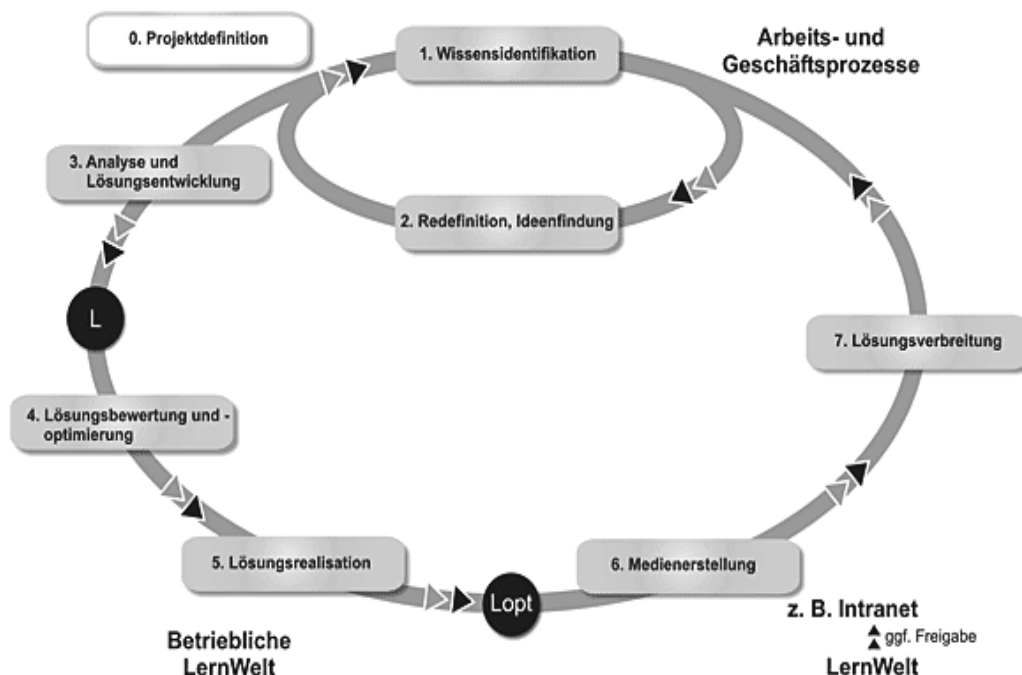 0. Projektdefinition
1. Wissensidentifikation
Arbeits- und
Geschäftsprozesse
3. Analyse und
Lösungsentwicklung
2. Redefinition, Ideenfindung
L
7. Lösungsverbreitung
4. Lösungsbewertung und -
optimierung
5. Lösungsrealisation
6. Medienerstellung
Lopt
z. B. Intranet
ggf. Freigabe
LernWelt
Betriebliche
LernWelt